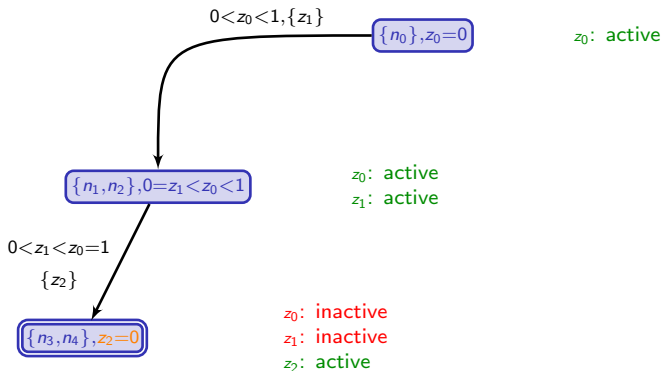 0<z₀<1,{z₁}
{n₀},z₀=0
z₀: active
{n₁,n₂},0=z₁<z₀<1
z₀: active
z₁: active
0<z₁<z₀=1
{z₂}
{n₃,n₄},z₂=0
z₀: inactive
z₁: inactive
z₂: active